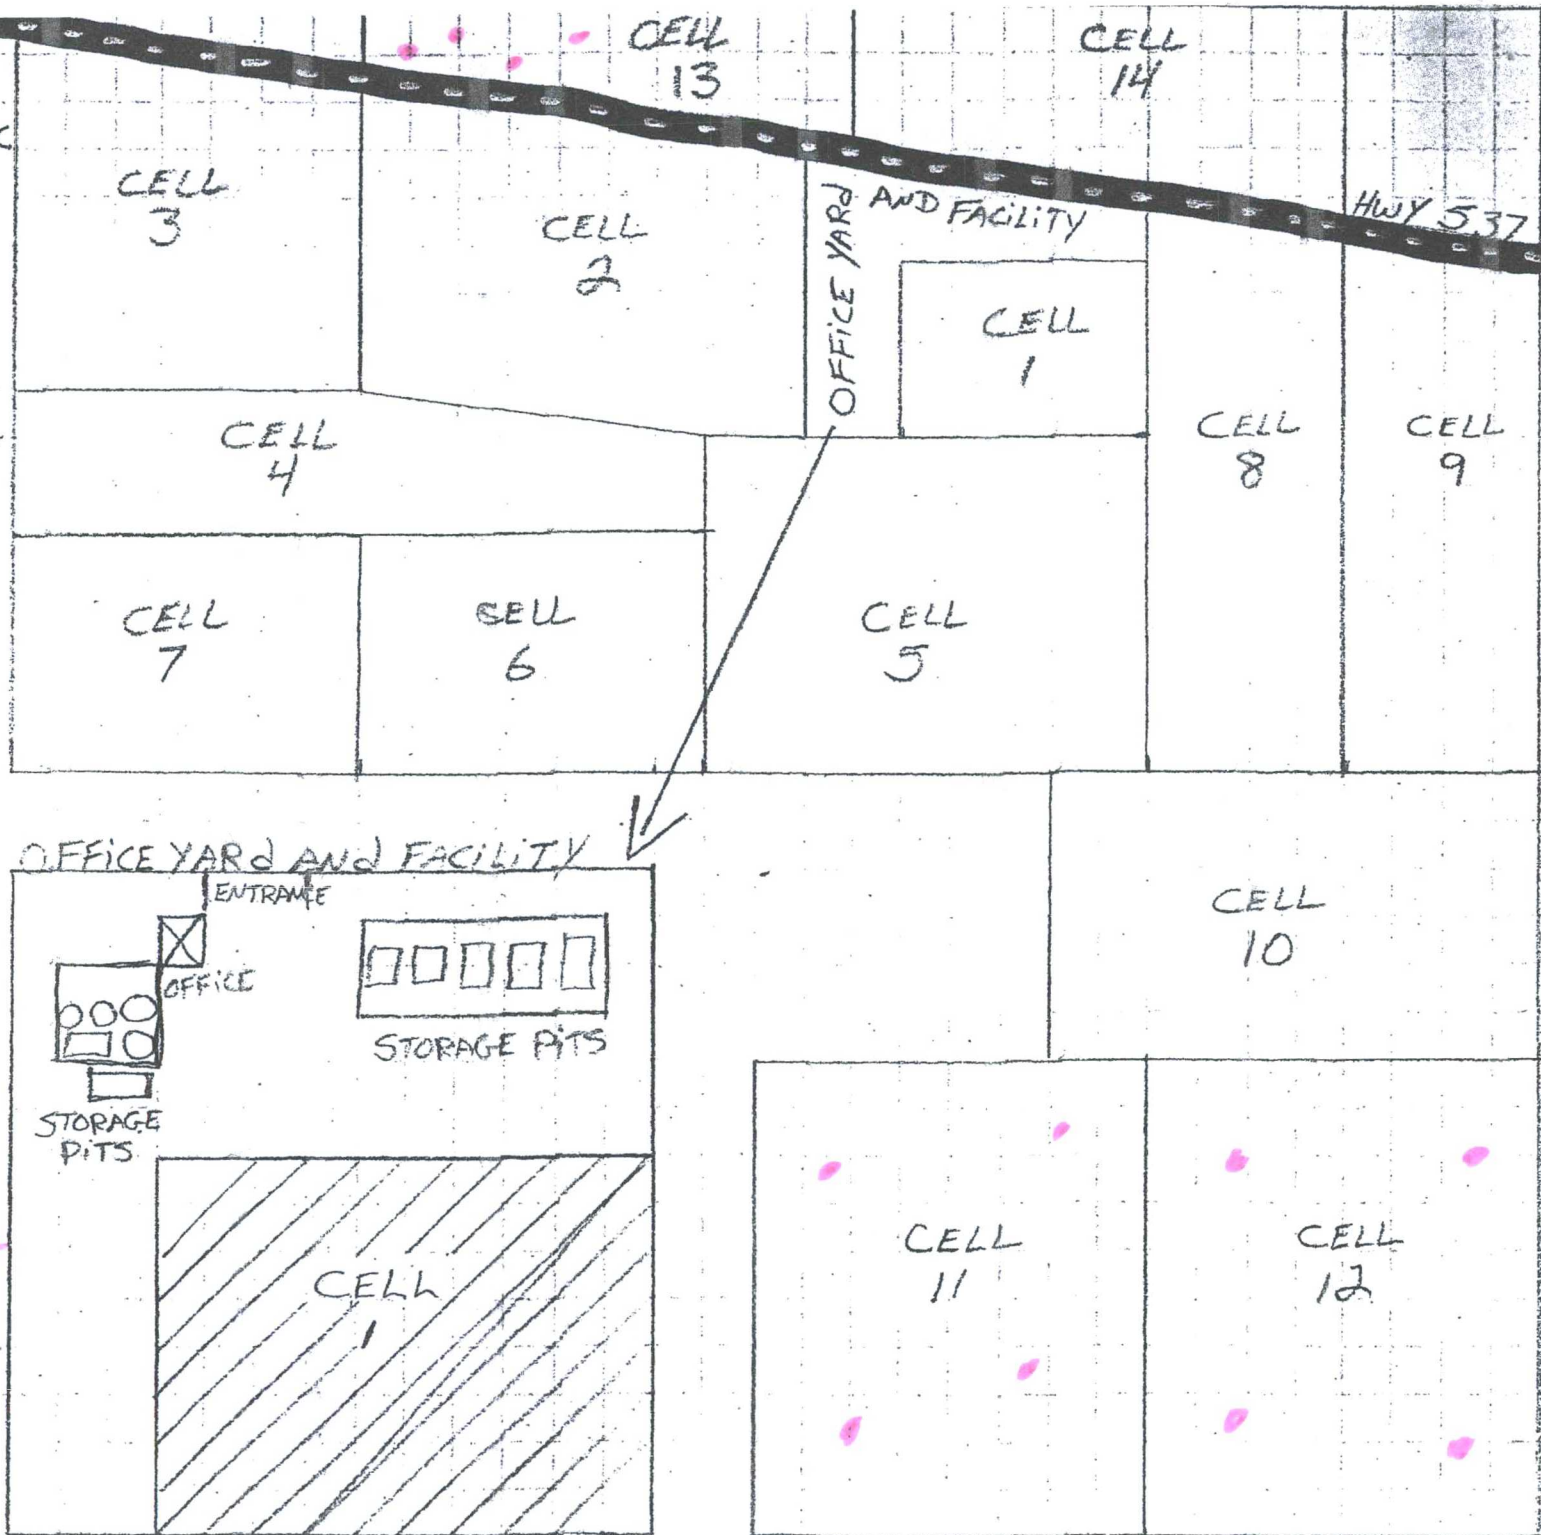 CELL
13
CELL
14
CELL
3
CELL
2
OFFICE YARd AND FACiLiTY
HWY 537
CELL
1
CELL
4
CELL
8
CELL
9
CELL
7
CELL
6
CELL
5
OFFiCE YARd ANd FACiLiTY
ENTRANCE
OFFiCE
STORAGE PiTS
STORAGE
PiTS
CELL
10
CELL
1
CELL
11
CELL
12